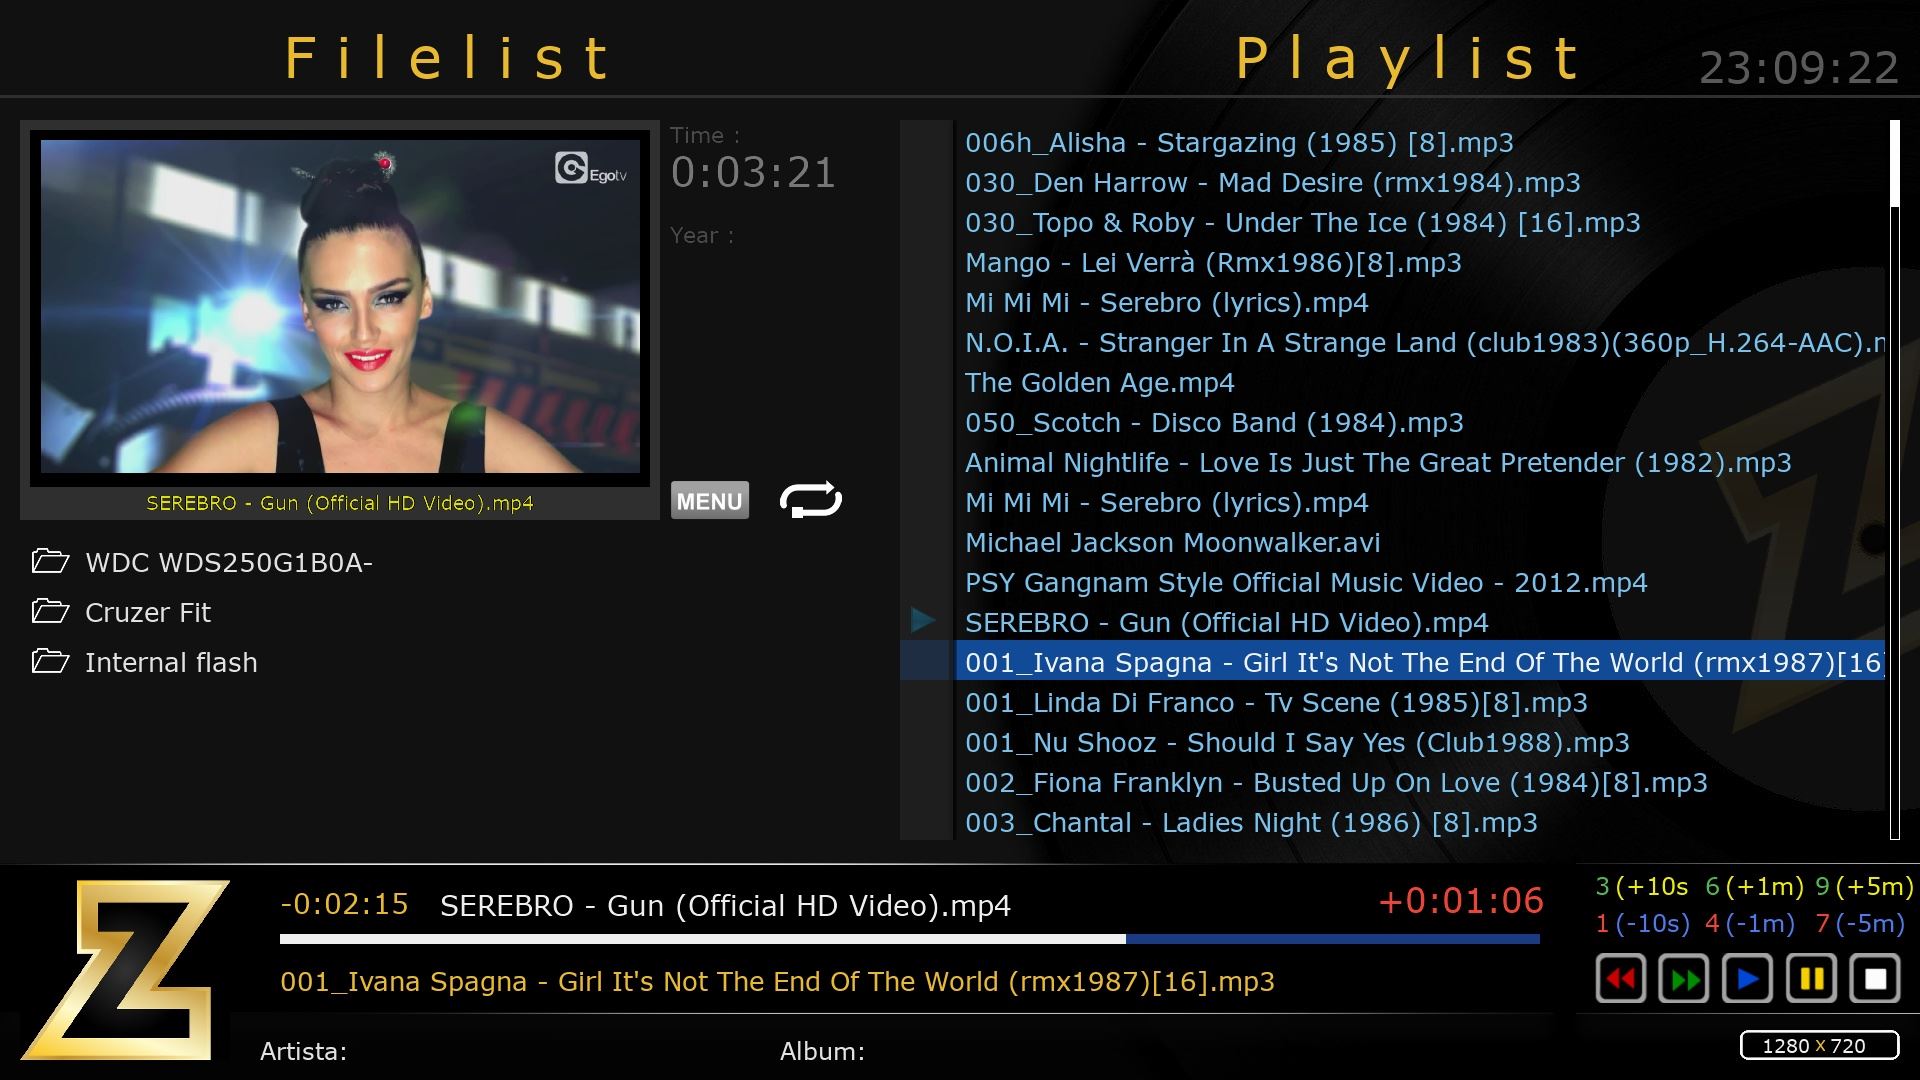 Filelist
Playlist
23:09:22
Egotv
Time :
0:03:21
Year :
SEREBRO - Gun (Official HD Video).mp4
MENU
WDC WDS250G1B0A-
Cruzer Fit
Internal flash
006h_Alisha - Stargazing (1985) [8].mp3
030_Den Harrow - Mad Desire (rmx1984).mp3
030_Topo & Roby - Under The Ice (1984) [16].mp3
Mango - Lei Verrà (Rmx1986)[8].mp3
Mi Mi Mi - Serebro (lyrics).mp4
N.O.I.A. - Stranger In A Strange Land (club1983)(360p_H.264-AAC).m
The Golden Age.mp4
050_Scotch - Disco Band (1984).mp3
Animal Nightlife - Love Is Just The Great Pretender (1982).mp3
Mi Mi Mi - Serebro (lyrics).mp4
Michael Jackson Moonwalker.avi
PSY Gangnam Style Official Music Video - 2012.mp4
SEREBRO - Gun (Official HD Video).mp4
001_Ivana Spagna - Girl It's Not The End Of The World (rmx1987)[16]
001_Linda Di Franco - Tv Scene (1985)[8].mp3
001_Nu Shooz - Should I Say Yes (Club1988).mp3
002_Fiona Franklyn - Busted Up On Love (1984)[8].mp3
003_Chantal - Ladies Night (1986) [8].mp3
Z
-0:02:15 SEREBRO - Gun (Official HD Video).mp4 +0:01:06
001_Ivana Spagna - Girl It's Not The End Of The World (rmx1987)[16].mp3
3 (+10s 6 (+1m) 9 (+5m)
1 (-10s) 4 (-1m) 7 (-5m)
Artista:
Album:
1280 x 720